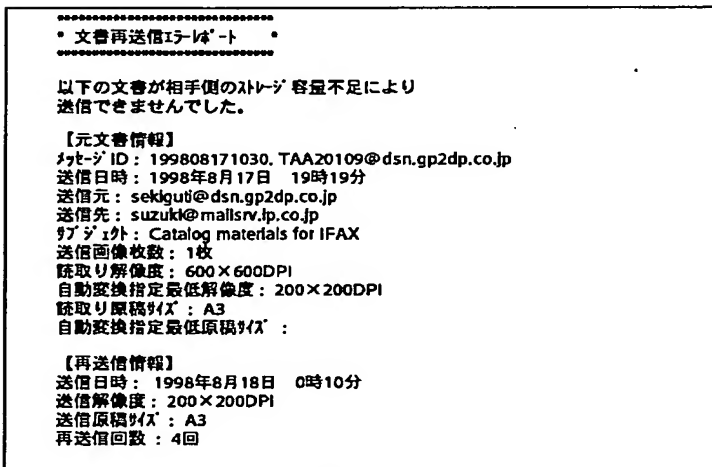 ******************************
* 文書再送信ｴﾗｰﾚﾎﾟｰﾄ *
******************************
以下の文書が相手側のｽﾄﾚｰｼﾞ容量不足により
送信できませんでした。
【元文書情報】
ﾒｯｾｰｼﾞID : 199808171030. TAA20109@dsn.gp2dp.co.jp
送信日時 : 1998年8月17日 19時19分
送信元 : sekiguti@dsn.gp2dp.co.jp
送信先 : suzuki@mailsrv.ip.co.jp
ｻﾌﾞｼﾞｪｸﾄ : Catalog materials for IFAX
送信画像枚数 : 1枚
読取り解像度 : 600×600DPI
自動変換指定最低解像度 : 200×200DPI
読取り原稿ｻｲｽﾞ : A3
自動変換指定最低原稿ｻｲｽﾞ :
【再送信情報】
送信日時 : 1998年8月18日 0時10分
送信解像度 : 200×200DPI
送信原稿ｻｲｽﾞ : A3
再送信回数 : 4回